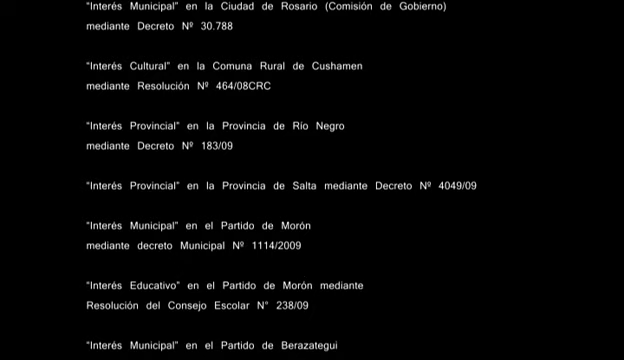 "Interés Municipal" en la Ciudad de Rosario (Comisión de Gobierno)
mediante Decreto Nº 30.788
"Interés Cultural" en la Comuna Rural de Cushamen
mediante Resolución Nº 464/08CRC
"Interés Provincial" en la Provincia de Río Negro
mediante Decreto Nº 183/09
"Interés Provincial" en la Provincia de Salta mediante Decreto Nº 4049/09
"Interés Municipal" en el Partido de Morón
mediante decreto Municipal Nº 1114/2009
"Interés Educativo" en el Partido de Morón mediante
Resolución del Consejo Escolar N° 238/09
"Interés Municipal" en el Partido de Berazategui